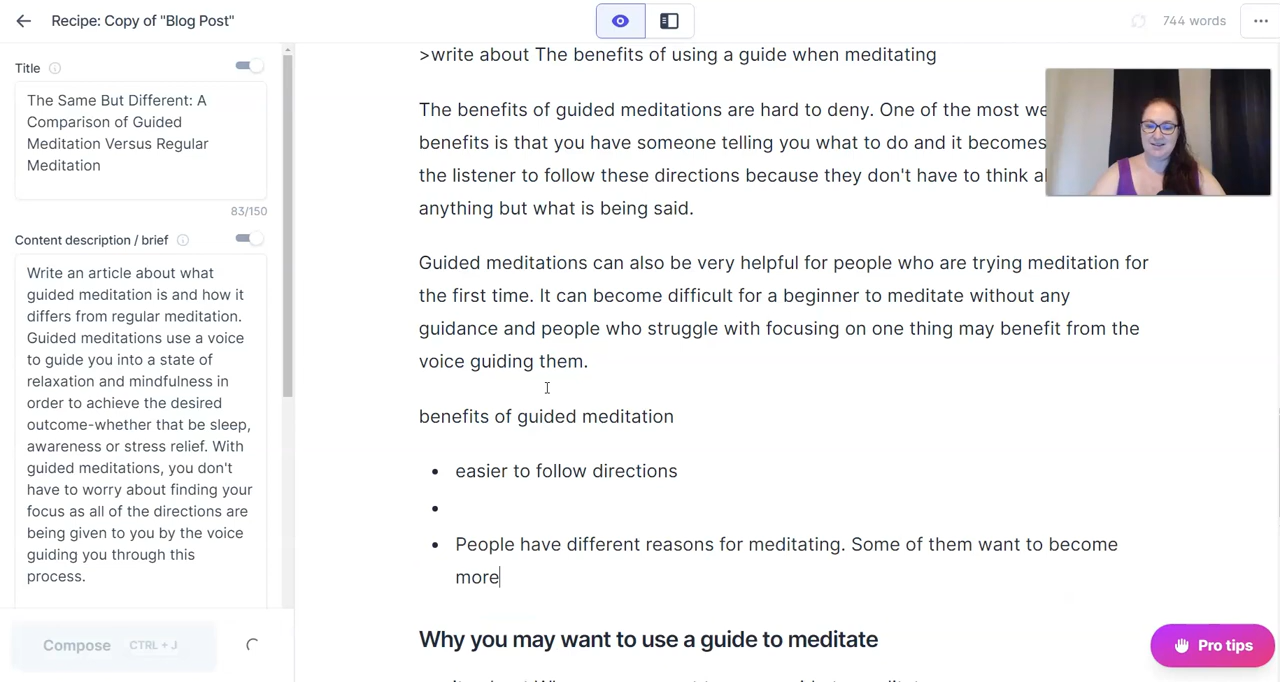 Recipe: Copy of "Blog Post"
744 words
Title
The Same But Different: A
Comparison of Guided
Meditation Versus Regular
Meditation
83/150
Content description / brief
Write an article about what
guided meditation is and how it
differs from regular meditation.
Guided meditations use a voice
to guide you into a state of
relaxation and mindfulness in
order to achieve the desired
outcome-whether that be sleep,
awareness or stress relief. With
guided meditations, you don't
have to worry about finding your
focus as all of the directions are
being given to you by the voice
guiding you through this
process.
Compose CTRL + J
>write about The benefits of using a guide when meditating
The benefits of guided meditations are hard to deny. One of the most
benefits is that you have someone telling you what to do and it becomes
the listener to follow these directions because they don't have to think
anything but what is being said.
Guided meditations can also be very helpful for people who are trying meditation for
the first time. It can become difficult for a beginner to meditate without any
guidance and people who struggle with focusing on one thing may benefit from the
voice guiding them.
benefits of guided meditation
• easier to follow directions
•
• People have different reasons for meditating. Some of them want to become
more
Why you may want to use a guide to meditate
Pro tips